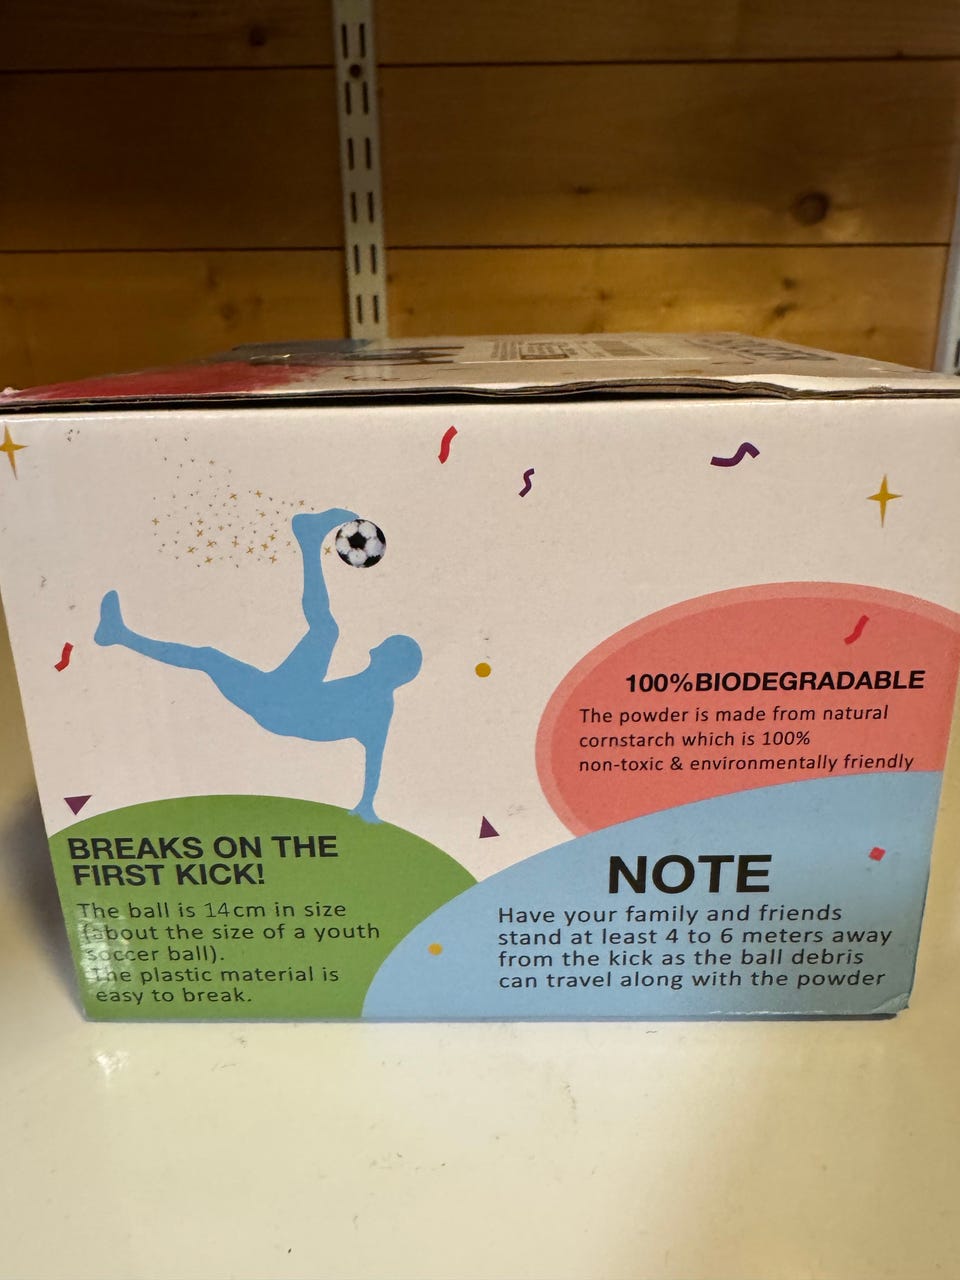 BREAKS ON THE
FIRST KICK!
The ball is 14cm in size
(about the size of a youth
soccer ball).
The plastic material is
easy to break.
100%BIODEGRADABLE
The powder is made from natural
cornstarch which is 100%
non-toxic & environmentally friendly
NOTE
Have your family and friends
stand at least 4 to 6 meters away
from the kick as the ball debris
can travel along with the powder